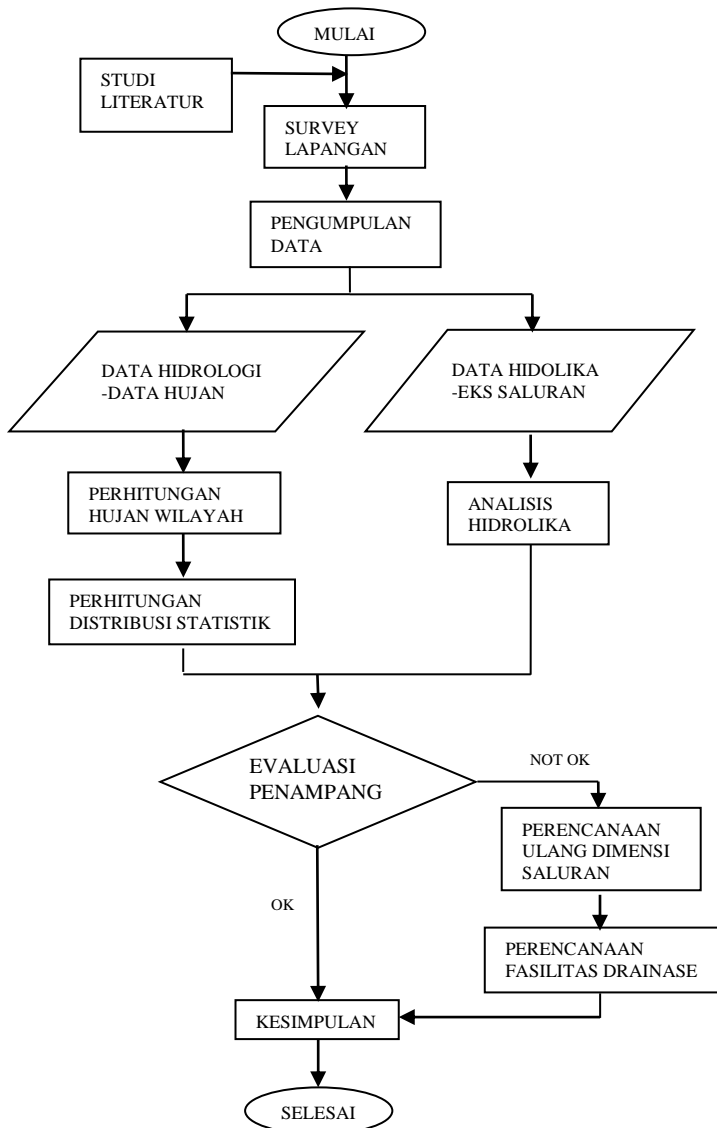 MULAI
STUDI
LITERATUR
SURVEY
LAPANGAN
PENGUMPULAN
DATA
DATA HIDROLOGI
-DATA HUJAN
DATA HIDOLIKA
-EKS SALURAN
PERHITUNGAN
HUJAN WILAYAH
ANALISIS
HIDROLIKA
PERHITUNGAN
DISTRIBUSI STATISTIK
EVALUASI
PENAMPANG
NOT OK
PERENCANAAN
ULANG DIMENSI
SALURAN
OK
PERENCANAAN
FASILITAS DRAINASE
KESIMPULAN
SELESAI